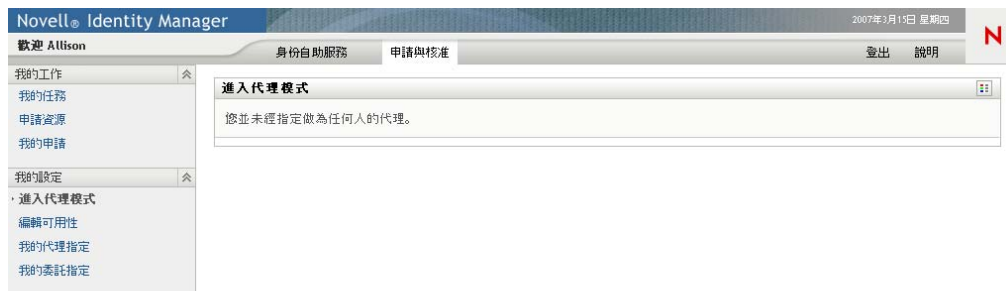 Novell® Identity Manager
2007年3月15日 星期四
歡迎 Allison
身份自助服務
申請與核准
登出
說明
N
我的工作
我的任務
申請資源
我的申請
我的設定
進入代理模式
編輯可用性
我的代理指定
我的委託指定
進入代理模式
您並未經指定做為任何人的代理。